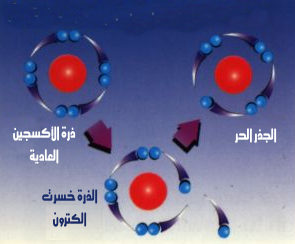 ذرة الاكسجين
العادية
الجذر الحر
الذرة خسرت
الكترون